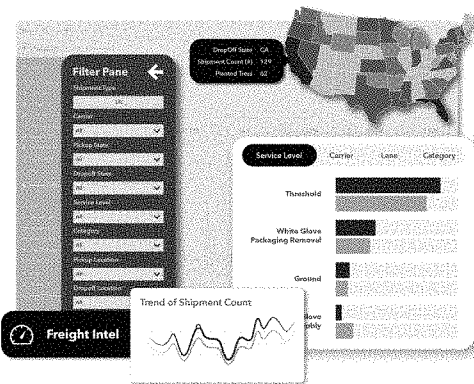 DropOff State CA
Shipment Count (#) 129
Planted Trees 62
Filter Pane
Shipment Type
Carrier
All
Pickup State
All
Dropoff State
All
Service Level
All
Category
All
Pickup Location
All
Dropoff Location
All
Service Level Carrier Lane Category
Threshold
White Glove
Packaging Removal
Ground
Trend of Shipment Count
Freight Intel